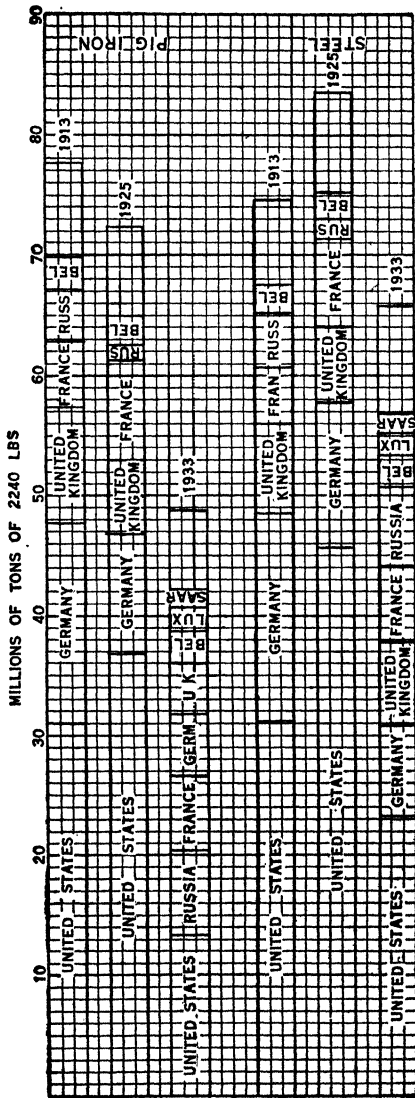 MILLIONS OF TONS OF 2240 LBS
10 20 30 40 50 60 70 80 90
PIG IRON
UNITED STATES GERMANY UNITED KINGDOM FRANCE RUSS BEL 1913
UNITED STATES GERMANY UNITED KINGDOM FRANCE RUS BEL 1925
UNITED STATES RUSSIA FRANCE GERM U K BEL LUX SAAR 1933
STEEL
UNITED STATES GERMANY UNITED KINGDOM FRAN RUSS BEL 1913
UNITED STATES GERMANY UNITED KINGDOM FRANCE RUS BEL 1925
UNITED STATES GERMANY UNITED KINGDOM FRANCE RUSSIA BEL LUX SAAR 1933